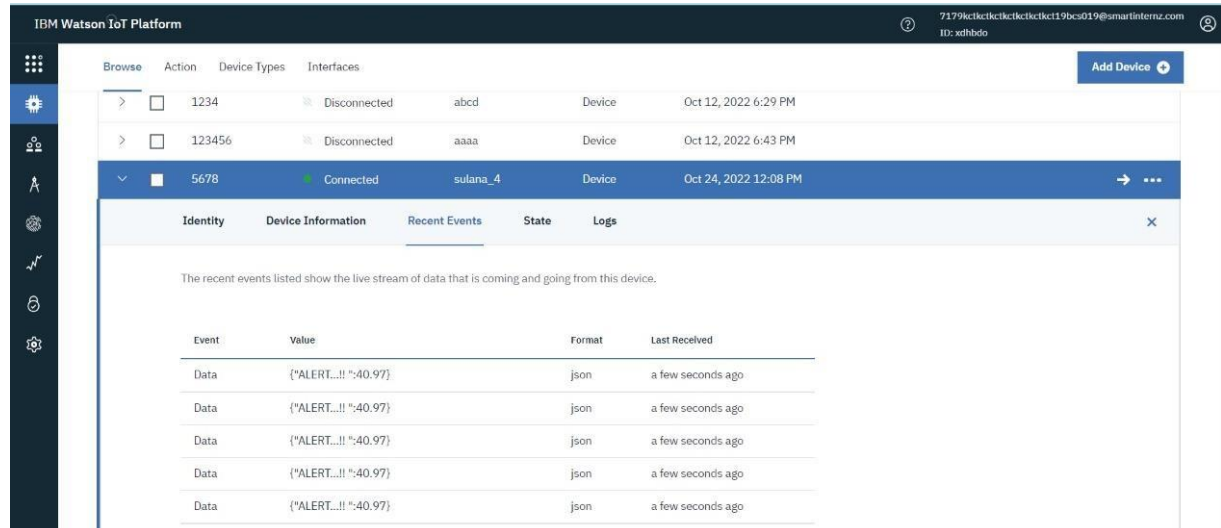 IBM Watson IoT Platform
7179kctkctkctkctkctkctkct19bcs019@smartinternz.com
ID: xdhbdo
Browse Action Device Types Interfaces
Add Device
1234 Disconnected abcd Device Oct 12, 2022 6:29 PM
123456 Disconnected aaaa Device Oct 12, 2022 6:43 PM
5678 Connected sulana_4 Device Oct 24, 2022 12:08 PM
Identity Device Information Recent Events State Logs
The recent events listed show the live stream of data that is coming and going from this device.
Event Value Format Last Received
Data {"ALERT...!! ":40.97} json a few seconds ago
Data {"ALERT...!! ":40.97} json a few seconds ago
Data {"ALERT...!! ":40.97} json a few seconds ago
Data {"ALERT...!! ":40.97} json a few seconds ago
Data {"ALERT...!! ":40.97} json a few seconds ago